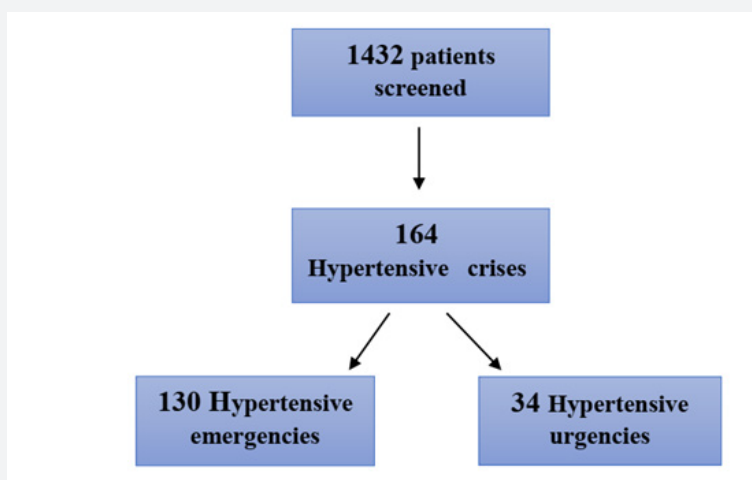 1432 patients
screened
164
Hypertensive crises
130 Hypertensive
emergencies
34 Hypertensive
urgencies